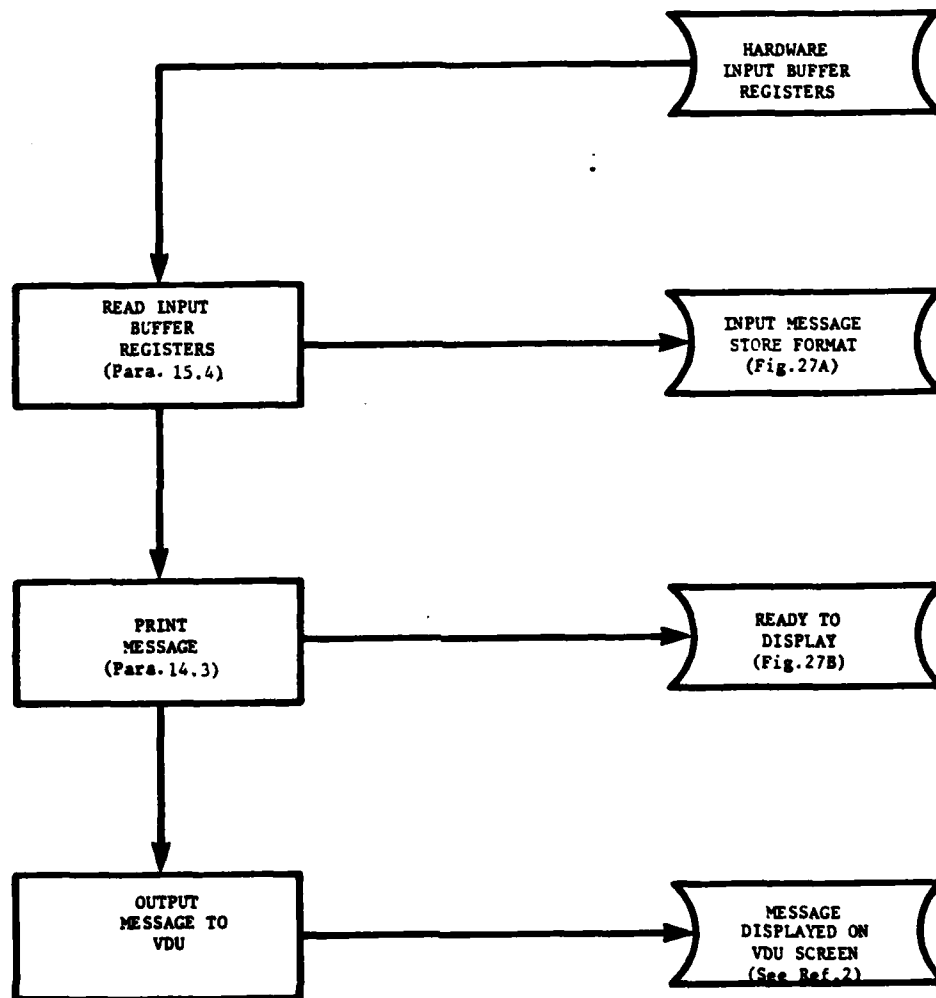 HARDWARE
INPUT BUFFER
REGISTERS
READ INPUT
BUFFER
REGISTERS
(Para. 15.4)
INPUT MESSAGE
STORE FORMAT
(Fig.27A)
PRINT
MESSAGE
(Para.14.3)
READY TO
DISPLAY
(Fig.27B)
OUTPUT
MESSAGE TO
VDU
MESSAGE
DISPLAYED ON
VDU SCREEN
(See Ref.2)